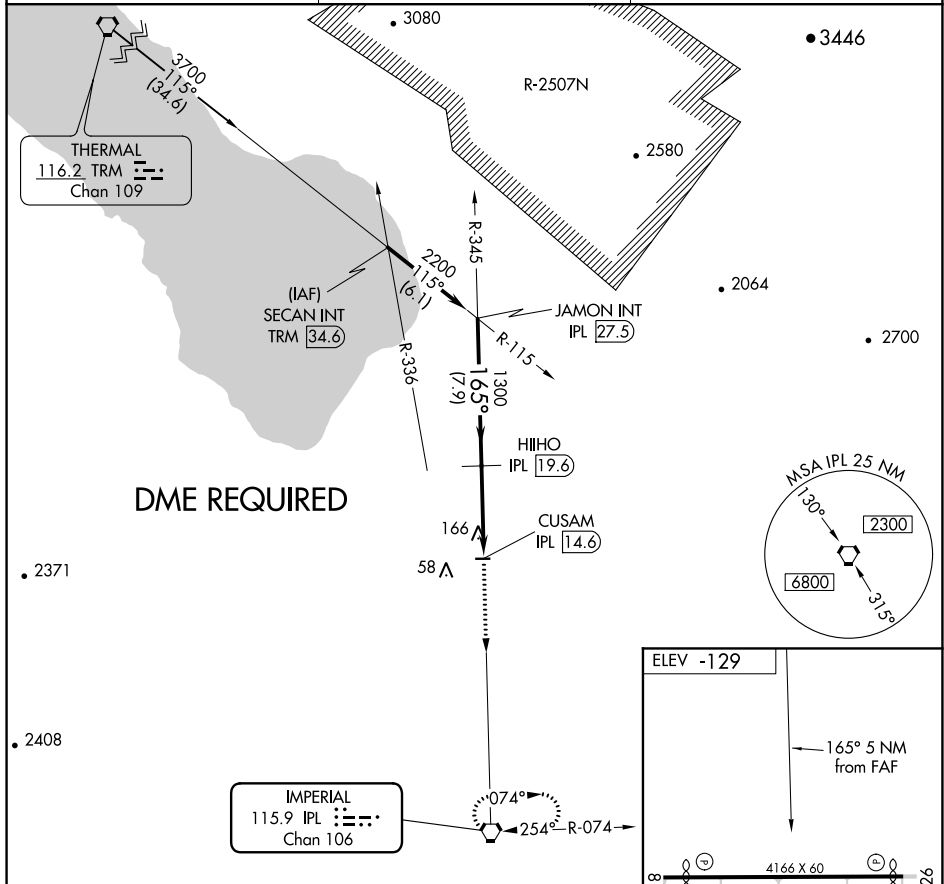 3080
3446
R-2507N
3700
115°
(34.6)
THERMAL
116.2 TRM
Chan 109
2580
R-345
2200
115°
(6.1)
(IAF)
SECAN INT
TRM 34.6
JAMON INT
IPL 27.5
2064
R-336
R-115
2700
1300
165°
(7.9)
HIIHO
IPL 19.6
DME REQUIRED
MSA IPL 25 NM
130°
2300
6800
315°
166
CUSAM
IPL 14.6
58
2371
ELEV -129
165° 5 NM
from FAF
2408
IMPERIAL
115.9 IPL
Chan 106
074°
254°
R-074
P
P
4166 X 60
8
26